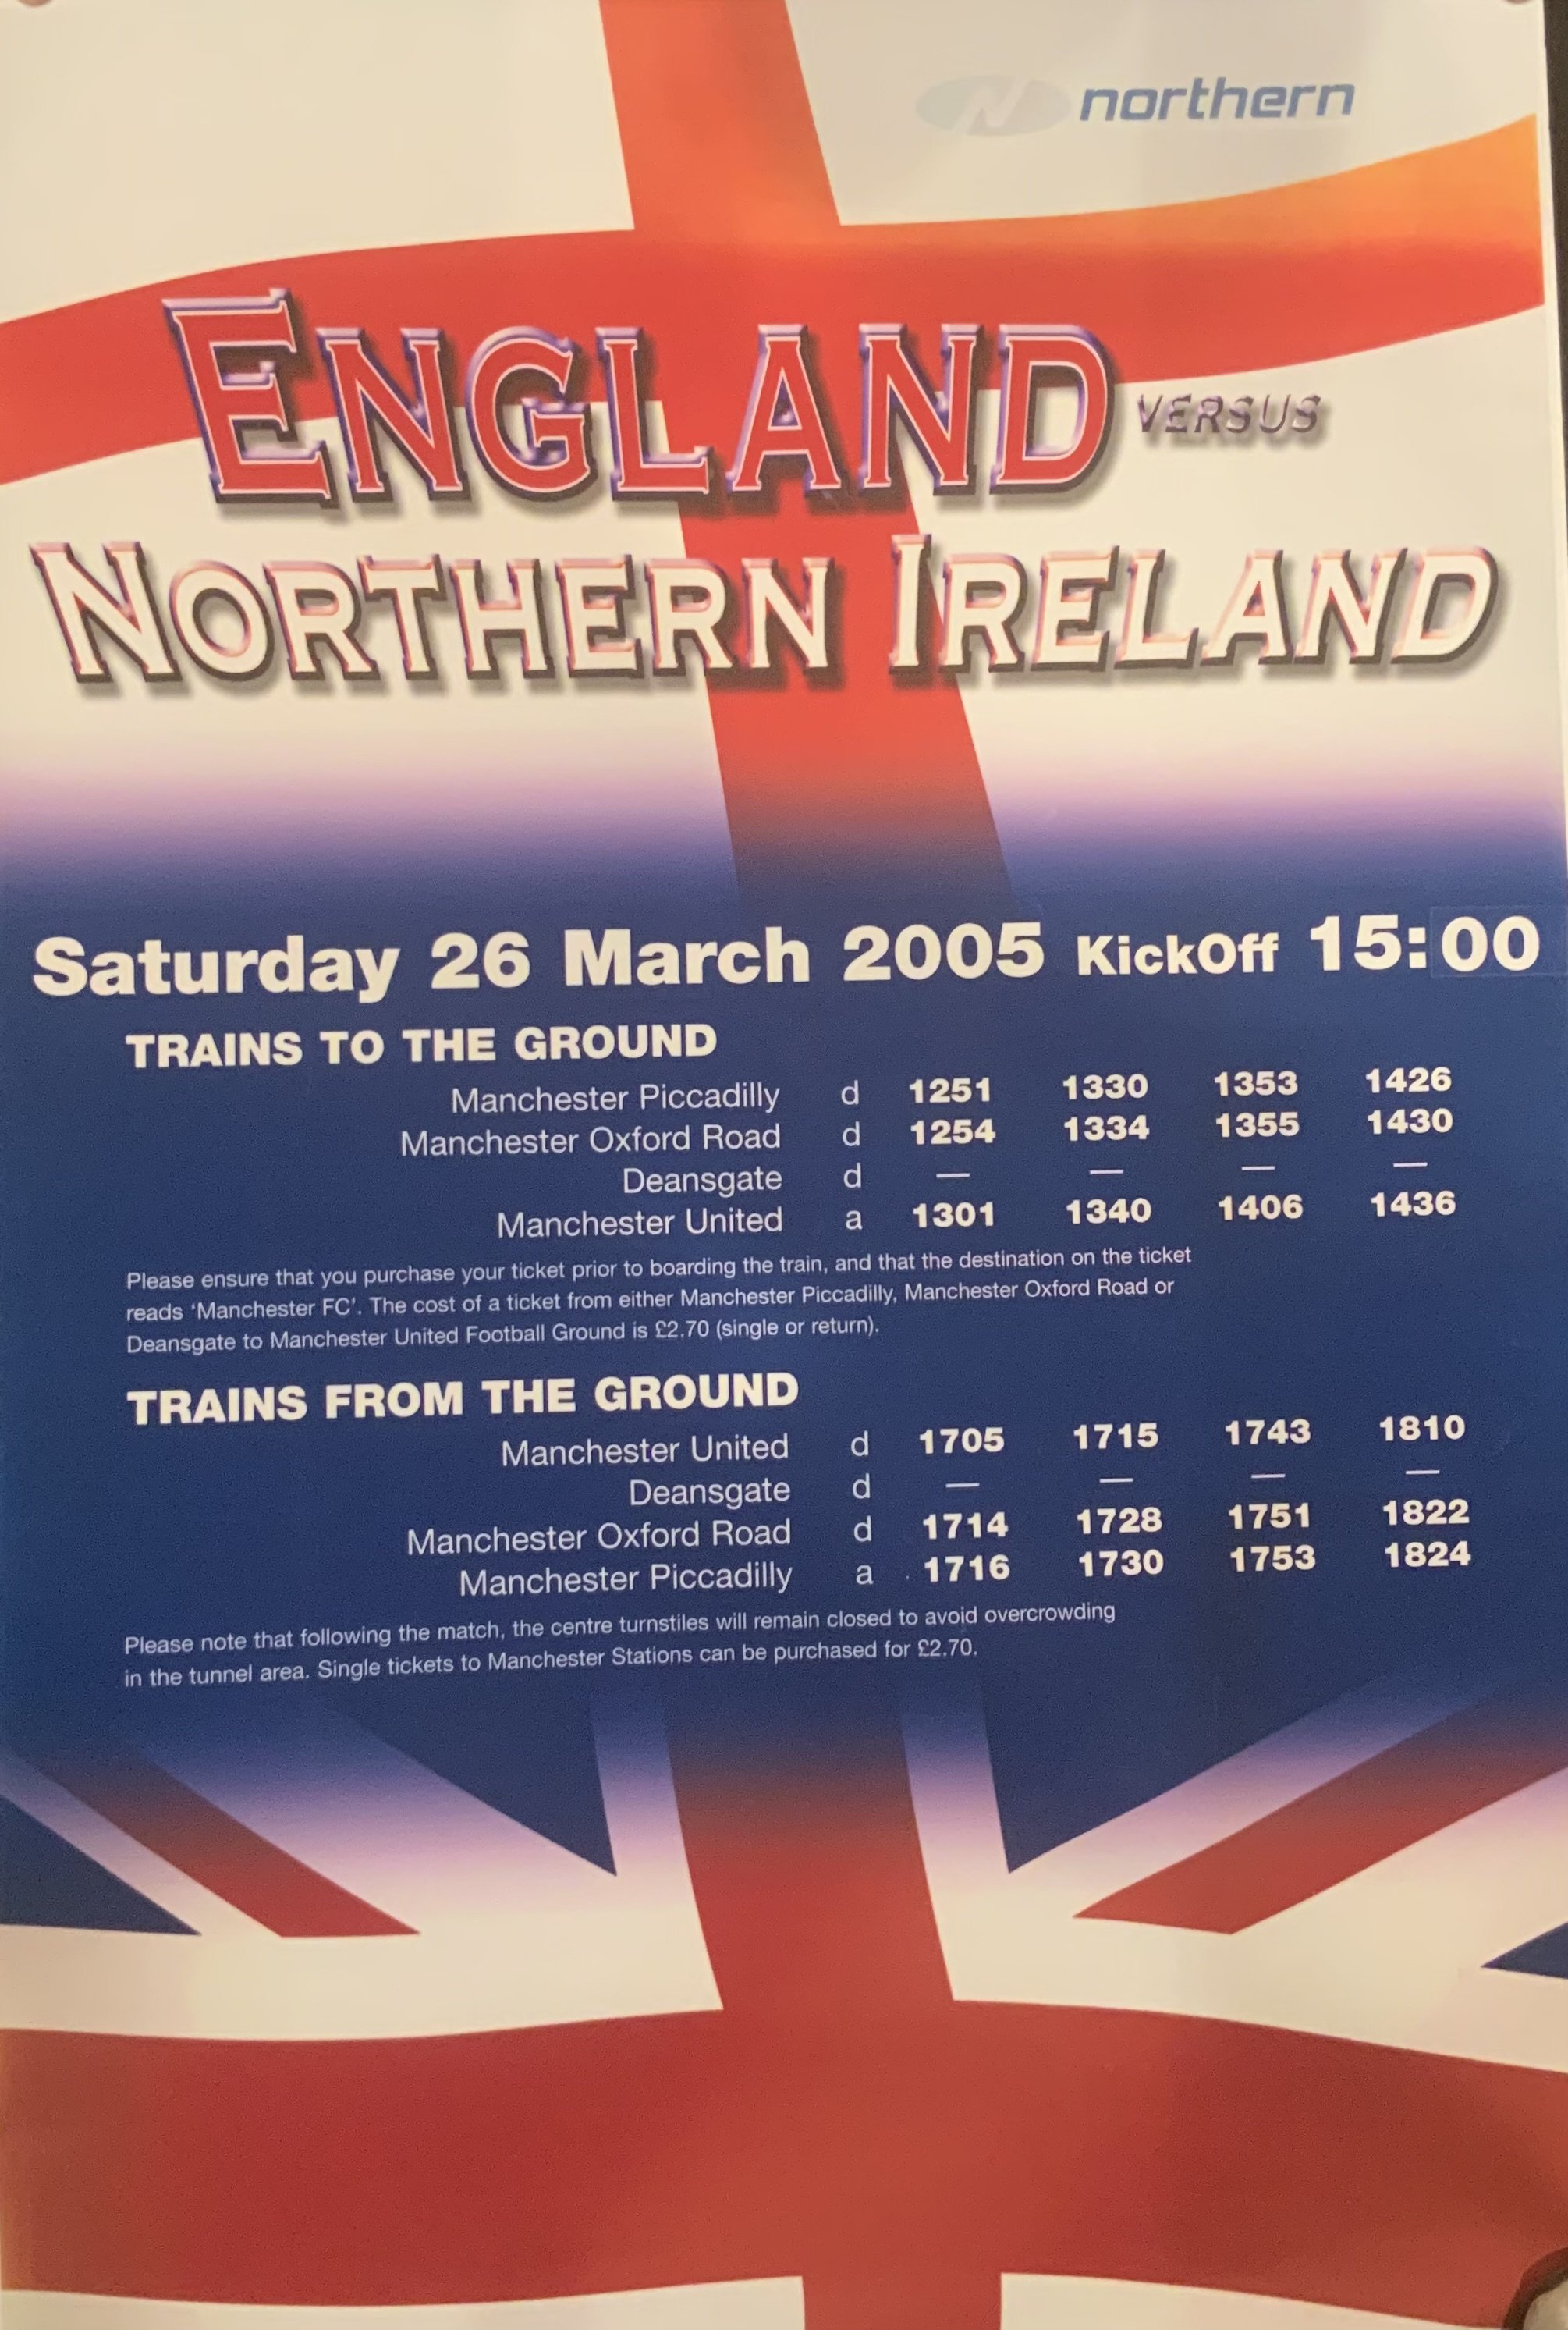 northern
ENGLAND VERSUS
NORTHERN IRELAND
Saturday 26 March 2005 KickOff 15:00
TRAINS TO THE GROUND
Manchester Piccadilly d 1251 1330 1353 1426
Manchester Oxford Road d 1254 1334 1355 1430
Deansgate d — — — —
Manchester United a 1301 1340 1406 1436
Please ensure that you purchase your ticket prior to boarding the train, and that the destination on the ticket
reads ‘Manchester FC’. The cost of a ticket from either Manchester Piccadilly, Manchester Oxford Road or
Deansgate to Manchester United Football Ground is £2.70 (single or return).
TRAINS FROM THE GROUND
Manchester United d 1705 1715 1743 1810
Deansgate d — — — —
Manchester Oxford Road d 1714 1728 1751 1822
Manchester Piccadilly a 1716 1730 1753 1824
Please note that following the match, the centre turnstiles will remain closed to avoid overcrowding
in the tunnel area. Single tickets to Manchester Stations can be purchased for £2.70.